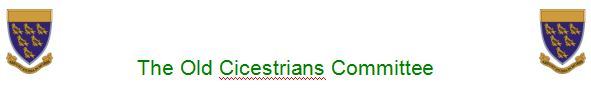 The Old Cicestrians Committee